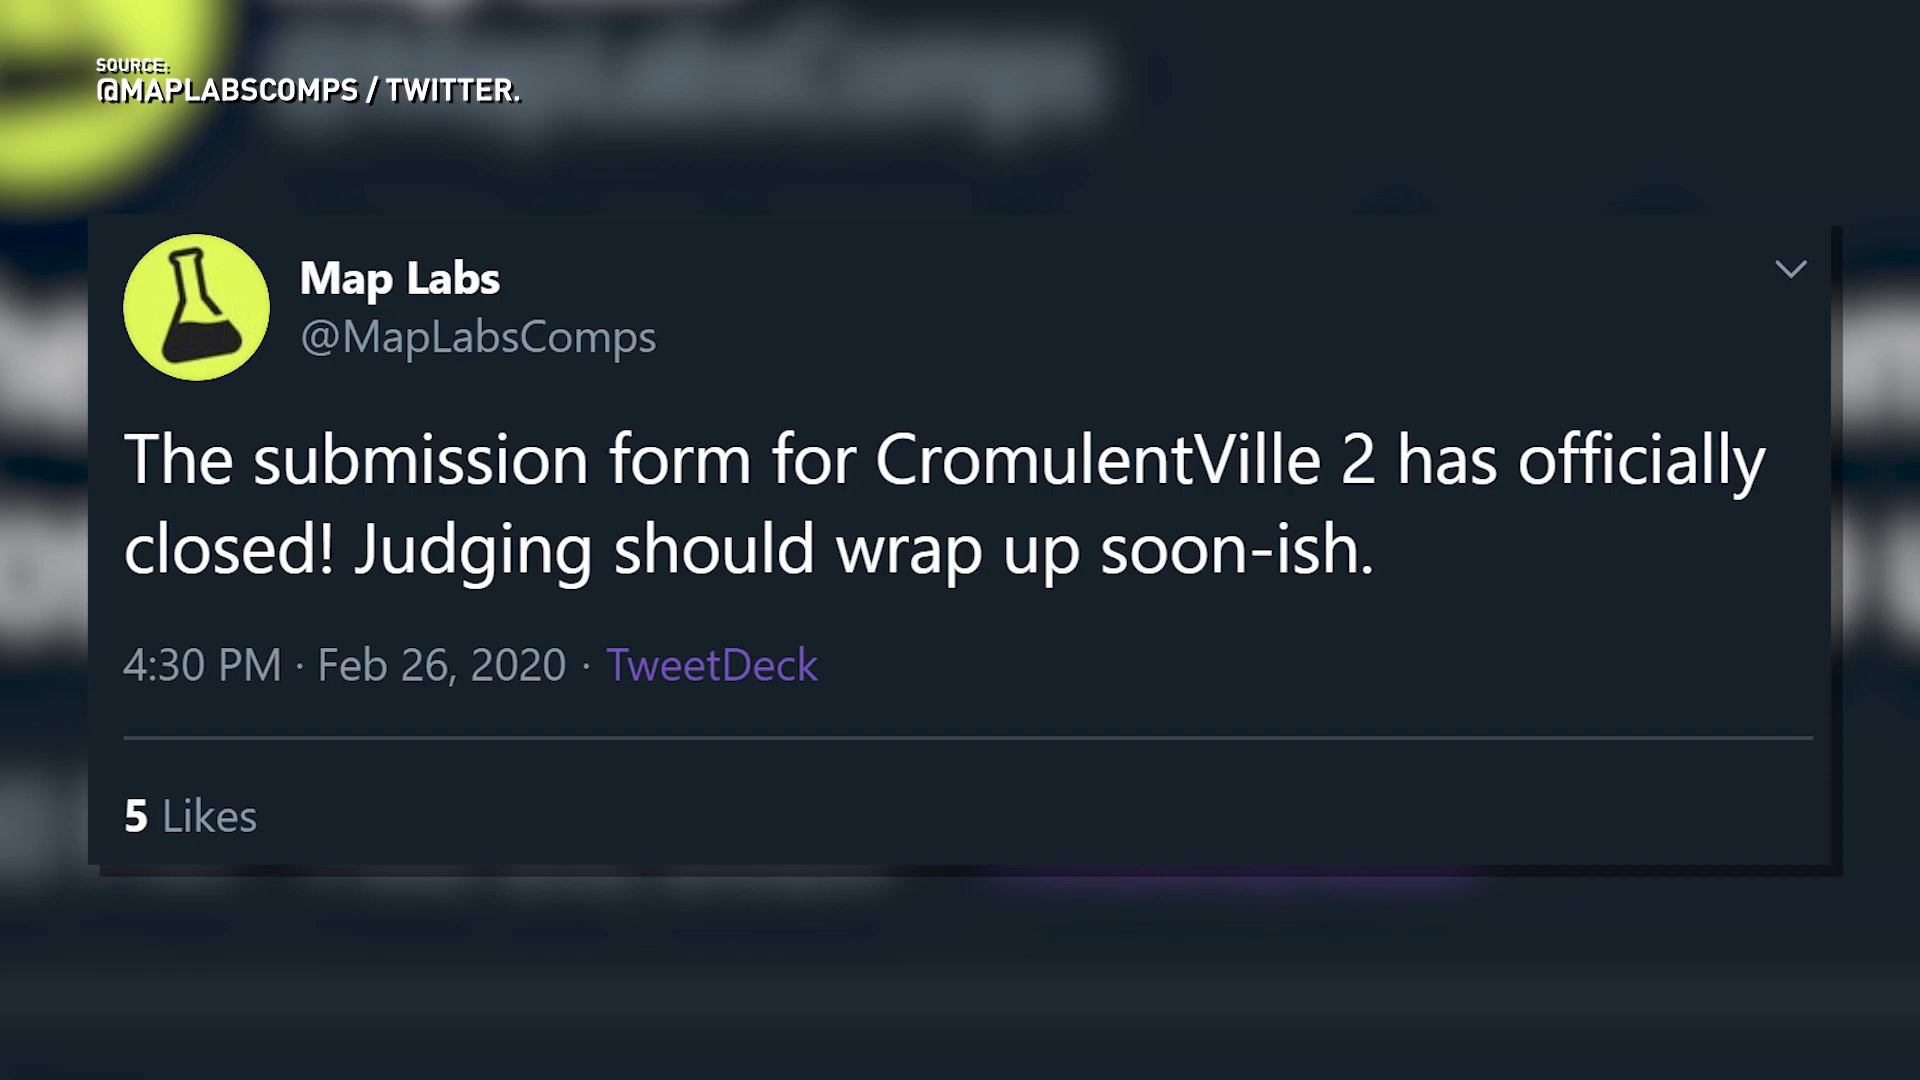 SOURCE:
@MAPLABSCOMPS / TWITTER.
Map Labs
@MapLabsComps
The submission form for CromulentVille 2 has officially
closed! Judging should wrap up soon-ish.
4:30 PM · Feb 26, 2020 · TweetDeck
5 Likes